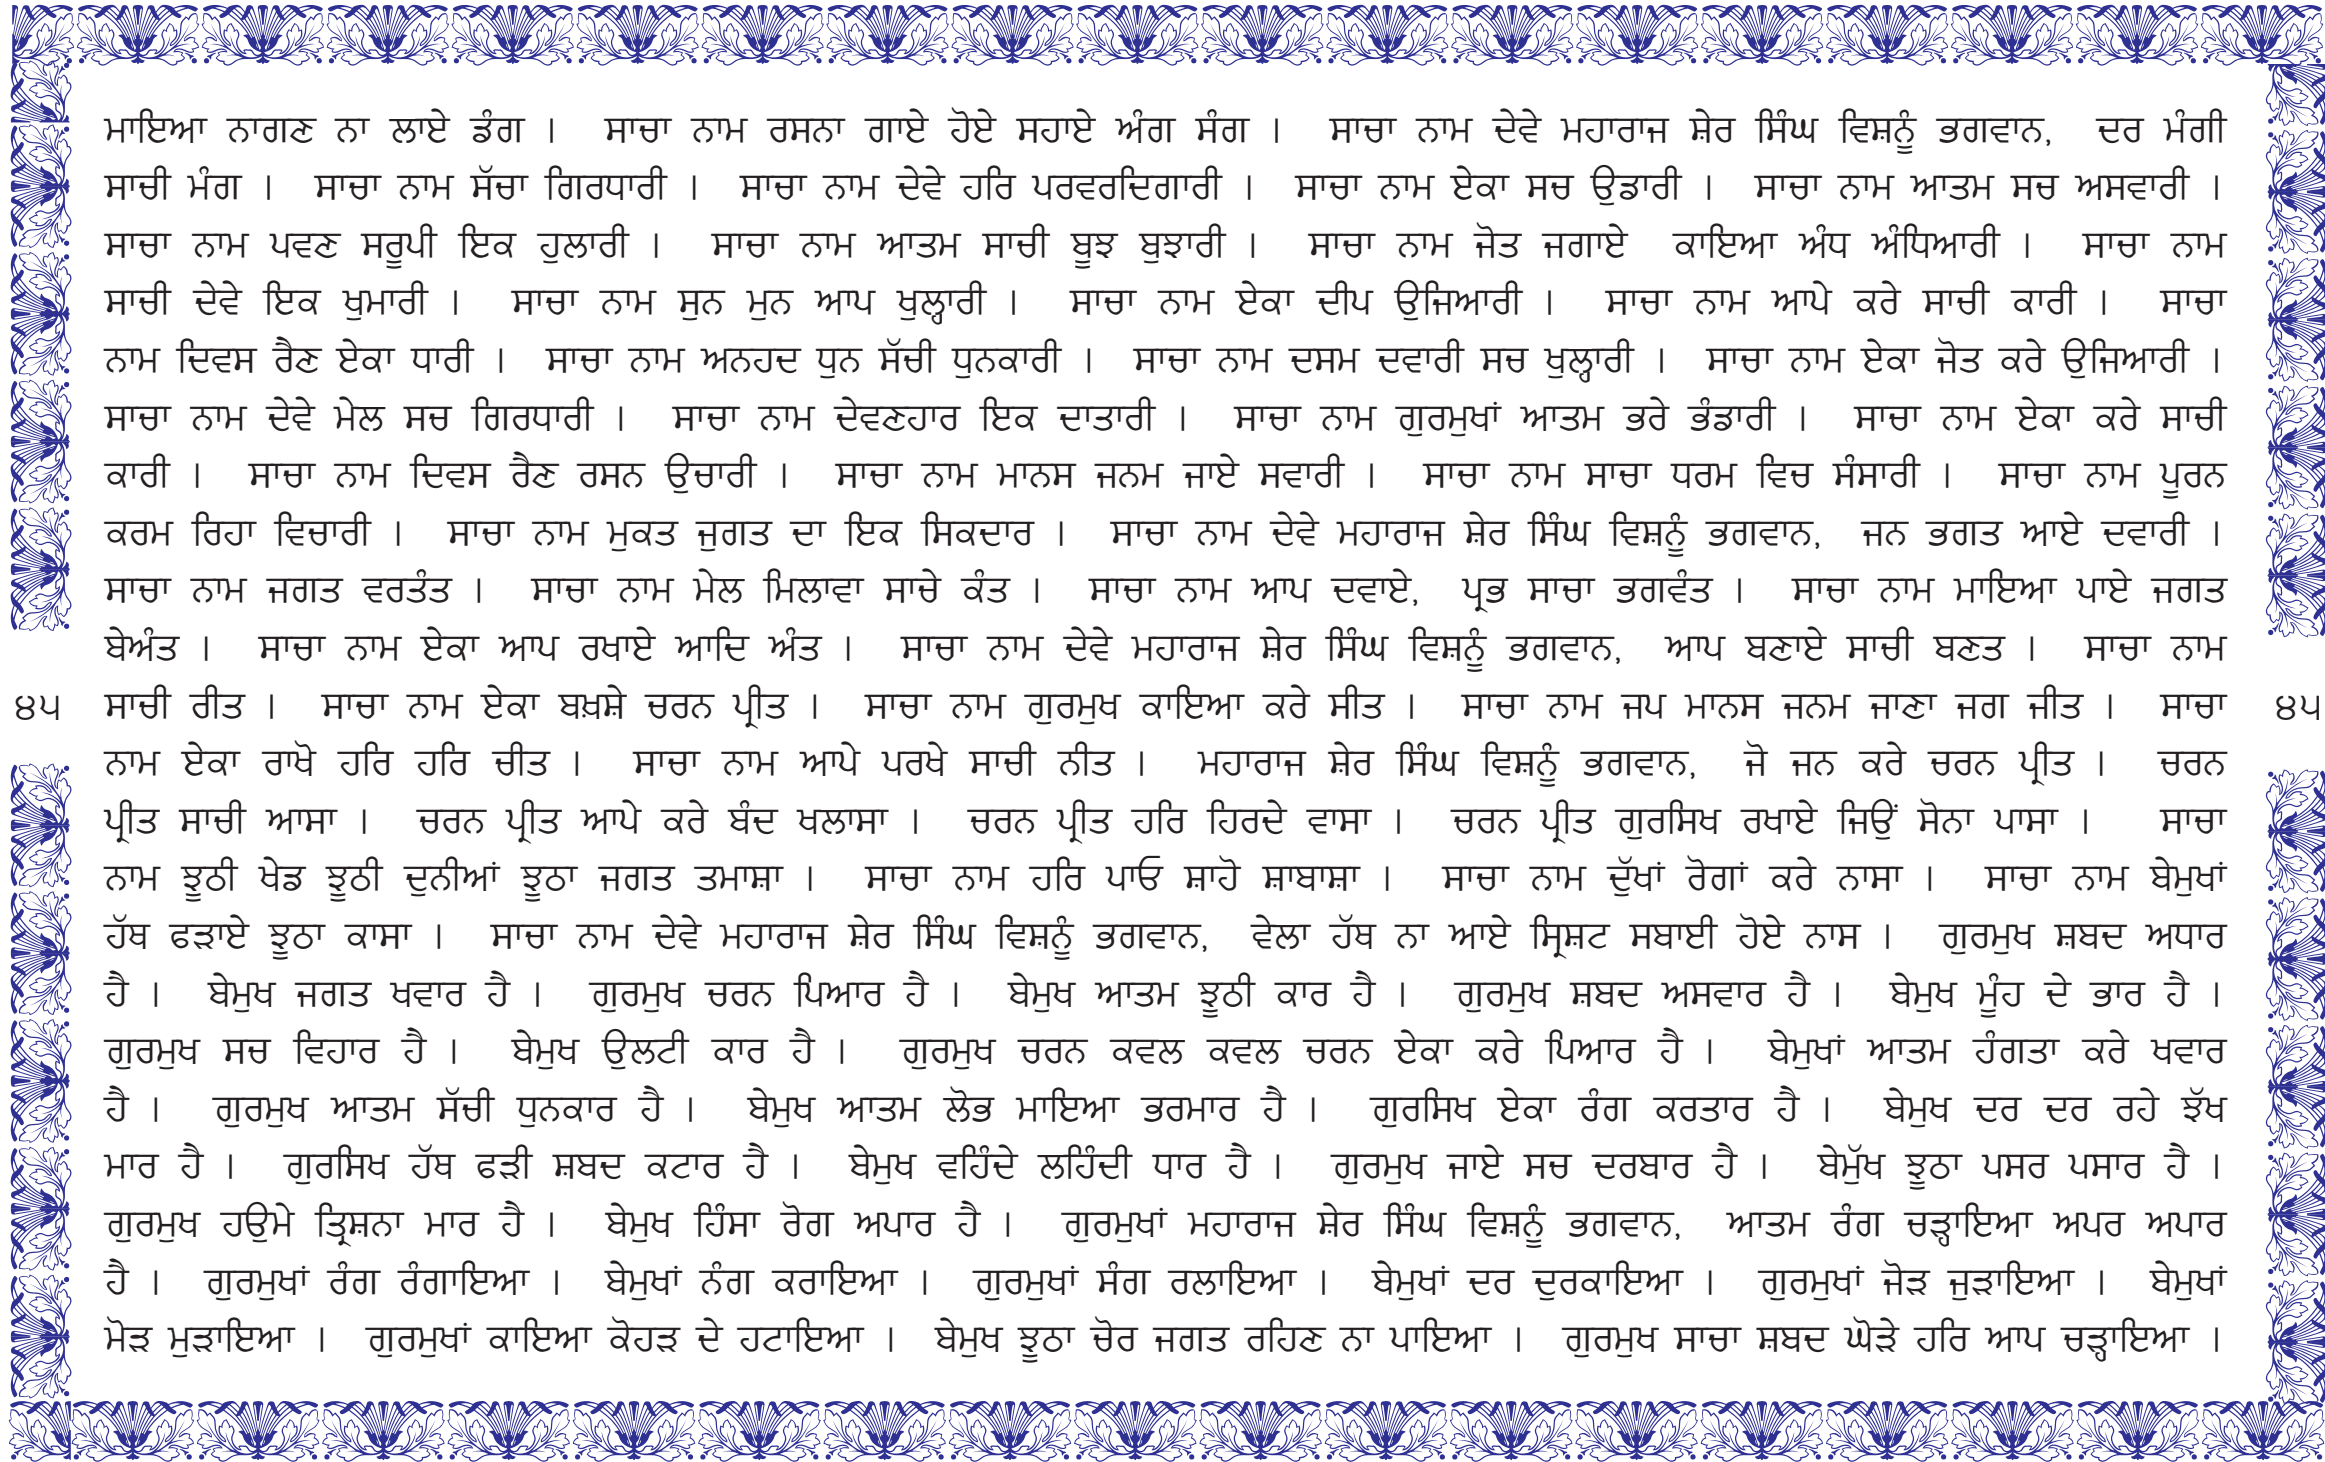 ਮਾਇਆ ਨਾਗਣ ਨਾ ਲਾਏ ਡੰਗ । ਸਾਚਾ ਨਾਮ ਰਸਨਾ ਗਾਏ ਹੋਏ ਸਹਾਏ ਅੰਗ ਸੰਗ । ਸਾਚਾ ਨਾਮ ਦੇਵੇ ਮਹਾਰਾਜ ਸ਼ੇਰ ਸਿੰਘ ਵਿਸ਼ਨੂੰ ਭਗਵਾਨ, ਦਰ ਮੰਗੀ
ਸਾਚੀ ਮੰਗ । ਸਾਚਾ ਨਾਮ ਸੱਚਾ ਗਿਰਧਾਰੀ । ਸਾਚਾ ਨਾਮ ਦੇਵੇ ਹਰਿ ਪਰਵਰਦਿਗਾਰੀ । ਸਾਚਾ ਨਾਮ ਏਕਾ ਸਚ ਉਡਾਰੀ । ਸਾਚਾ ਨਾਮ ਆਤਮ ਸਚ ਅਸਵਾਰੀ ।
ਸਾਚਾ ਨਾਮ ਪਵਣ ਸਰੂਪੀ ਇਕ ਹੁਲਾਰੀ । ਸਾਚਾ ਨਾਮ ਆਤਮ ਸਾਚੀ ਬੂਝ ਬੁਝਾਰੀ । ਸਾਚਾ ਨਾਮ ਜੋਤ ਜਗਾਏ ਕਾਇਆ ਅੰਧ ਅੰਧਿਆਰੀ । ਸਾਚਾ ਨਾਮ
ਸਾਚੀ ਦੇਵੇ ਇਕ ਖੁਮਾਰੀ । ਸਾਚਾ ਨਾਮ ਸੁਨ ਮੁਨ ਆਪ ਖੁਲ੍ਹਾਰੀ । ਸਾਚਾ ਨਾਮ ਏਕਾ ਦੀਪ ਉਜਿਆਰੀ । ਸਾਚਾ ਨਾਮ ਆਪੇ ਕਰੇ ਸਾਚੀ ਕਾਰੀ । ਸਾਚਾ
ਨਾਮ ਦਿਵਸ ਰੈਣ ਏਕਾ ਧਾਰੀ । ਸਾਚਾ ਨਾਮ ਅਨਹਦ ਧੁਨ ਸੱਚੀ ਧੁਨਕਾਰੀ । ਸਾਚਾ ਨਾਮ ਦਸਮ ਦਵਾਰੀ ਸਚ ਖੁਲ੍ਹਾਰੀ । ਸਾਚਾ ਨਾਮ ਏਕਾ ਜੋਤ ਕਰੇ ਉਜਿਆਰੀ ।
ਸਾਚਾ ਨਾਮ ਦੇਵੇ ਮੇਲ ਸਚ ਗਿਰਧਾਰੀ । ਸਾਚਾ ਨਾਮ ਦੇਵਣਹਾਰ ਇਕ ਦਾਤਾਰੀ । ਸਾਚਾ ਨਾਮ ਗੁਰਮੁਖਾਂ ਆਤਮ ਭਰੇ ਭੰਡਾਰੀ । ਸਾਚਾ ਨਾਮ ਏਕਾ ਕਰੇ ਸਾਚੀ
ਕਾਰੀ । ਸਾਚਾ ਨਾਮ ਦਿਵਸ ਰੈਣ ਰਸਨ ਉਚਾਰੀ । ਸਾਚਾ ਨਾਮ ਮਾਨਸ ਜਨਮ ਜਾਏ ਸਵਾਰੀ । ਸਾਚਾ ਨਾਮ ਸਾਚਾ ਧਰਮ ਵਿਚ ਸੰਸਾਰੀ । ਸਾਚਾ ਨਾਮ ਪੂਰਨ
ਕਰਮ ਰਿਹਾ ਵਿਚਾਰੀ । ਸਾਚਾ ਨਾਮ ਮੁਕਤ ਜੁਗਤ ਦਾ ਇਕ ਸਿਕਦਾਰ । ਸਾਚਾ ਨਾਮ ਦੇਵੇ ਮਹਾਰਾਜ ਸ਼ੇਰ ਸਿੰਘ ਵਿਸ਼ਨੂੰ ਭਗਵਾਨ, ਜਨ ਭਗਤ ਆਏ ਦਵਾਰੀ ।
ਸਾਚਾ ਨਾਮ ਜਗਤ ਵਰਤੰਤ । ਸਾਚਾ ਨਾਮ ਮੇਲ ਮਿਲਾਵਾ ਸਾਚੇ ਕੰਤ । ਸਾਚਾ ਨਾਮ ਆਪ ਦਵਾਏ, ਪ੍ਰਭ ਸਾਚਾ ਭਗਵੰਤ । ਸਾਚਾ ਨਾਮ ਮਾਇਆ ਪਾਏ ਜਗਤ
ਬੇਅੰਤ । ਸਾਚਾ ਨਾਮ ਏਕਾ ਆਪ ਰਖਾਏ ਆਦਿ ਅੰਤ । ਸਾਚਾ ਨਾਮ ਦੇਵੇ ਮਹਾਰਾਜ ਸ਼ੇਰ ਸਿੰਘ ਵਿਸ਼ਨੂੰ ਭਗਵਾਨ, ਆਪ ਬਣਾਏ ਸਾਚੀ ਬਣਤ । ਸਾਚਾ ਨਾਮ
੪੫ ਸਾਚੀ ਰੀਤ । ਸਾਚਾ ਨਾਮ ਏਕਾ ਬਖ਼ਸ਼ੇ ਚਰਨ ਪ੍ਰੀਤ । ਸਾਚਾ ਨਾਮ ਗੁਰਮੁਖ ਕਾਇਆ ਕਰੇ ਸੀਤ । ਸਾਚਾ ਨਾਮ ਜਪ ਮਾਨਸ ਜਨਮ ਜਾਣਾ ਜਗ ਜੀਤ । ਸਾਚਾ ੪੫
ਨਾਮ ਏਕਾ ਰਾਖੋ ਹਰਿ ਹਰਿ ਚੀਤ । ਸਾਚਾ ਨਾਮ ਆਪੇ ਪਰਖੇ ਸਾਚੀ ਨੀਤ । ਮਹਾਰਾਜ ਸ਼ੇਰ ਸਿੰਘ ਵਿਸ਼ਨੂੰ ਭਗਵਾਨ, ਜੋ ਜਨ ਕਰੇ ਚਰਨ ਪ੍ਰੀਤ । ਚਰਨ
ਪ੍ਰੀਤ ਸਾਚੀ ਆਸਾ । ਚਰਨ ਪ੍ਰੀਤ ਆਪੇ ਕਰੇ ਬੰਦ ਖਲਾਸਾ । ਚਰਨ ਪ੍ਰੀਤ ਹਰਿ ਹਿਰਦੇ ਵਾਸਾ । ਚਰਨ ਪ੍ਰੀਤ ਗੁਰਸਿਖ ਰਖਾਏ ਜਿਉਂ ਸੋਨਾ ਪਾਸਾ । ਸਾਚਾ
ਨਾਮ ਝੂਠੀ ਖੇਡ ਝੂਠੀ ਦੁਨੀਆਂ ਝੂਠਾ ਜਗਤ ਤਮਾਸ਼ਾ । ਸਾਚਾ ਨਾਮ ਹਰਿ ਪਾਓ ਸ਼ਾਹੋ ਸ਼ਾਬਾਸ਼ਾ । ਸਾਚਾ ਨਾਮ ਦੁੱਖਾਂ ਰੋਗਾਂ ਕਰੇ ਨਾਸਾ । ਸਾਚਾ ਨਾਮ ਬੇਮੁਖਾਂ
ਹੱਥ ਫੜਾਏ ਝੂਠਾ ਕਾਸਾ । ਸਾਚਾ ਨਾਮ ਦੇਵੇ ਮਹਾਰਾਜ ਸ਼ੇਰ ਸਿੰਘ ਵਿਸ਼ਨੂੰ ਭਗਵਾਨ, ਵੇਲਾ ਹੱਥ ਨਾ ਆਏ ਸ੍ਰਿਸ਼ਟ ਸਬਾਈ ਹੋਏ ਨਾਸ । ਗੁਰਮੁਖ ਸ਼ਬਦ ਅਧਾਰ
ਹੈ । ਬੇਮੁਖ ਜਗਤ ਖਵਾਰ ਹੈ । ਗੁਰਮੁਖ ਚਰਨ ਪਿਆਰ ਹੈ । ਬੇਮੁਖ ਆਤਮ ਝੂਠੀ ਕਾਰ ਹੈ । ਗੁਰਮੁਖ ਸ਼ਬਦ ਅਸਵਾਰ ਹੈ । ਬੇਮੁਖ ਮੂੰਹ ਦੇ ਭਾਰ ਹੈ ।
ਗੁਰਮੁਖ ਸਚ ਵਿਹਾਰ ਹੈ । ਬੇਮੁਖ ਉਲਟੀ ਕਾਰ ਹੈ । ਗੁਰਮੁਖ ਚਰਨ ਕਵਲ ਕਵਲ ਚਰਨ ਏਕਾ ਕਰੇ ਪਿਆਰ ਹੈ । ਬੇਮੁਖਾਂ ਆਤਮ ਹੰਗਤਾ ਕਰੇ ਖਵਾਰ
ਹੈ । ਗੁਰਮੁਖ ਆਤਮ ਸੱਚੀ ਧੁਨਕਾਰ ਹੈ । ਬੇਮੁਖ ਆਤਮ ਲੋਭ ਮਾਇਆ ਭਰਮਾਰ ਹੈ । ਗੁਰਸਿਖ ਏਕਾ ਰੰਗ ਕਰਤਾਰ ਹੈ । ਬੇਮੁਖ ਦਰ ਦਰ ਰਹੇ ਝੱਖ
ਮਾਰ ਹੈ । ਗੁਰਸਿਖ ਹੱਥ ਫੜੀ ਸ਼ਬਦ ਕਟਾਰ ਹੈ । ਬੇਮੁਖ ਵਹਿੰਦੇ ਲਹਿੰਦੀ ਧਾਰ ਹੈ । ਗੁਰਮੁਖ ਜਾਏ ਸਚ ਦਰਬਾਰ ਹੈ । ਬੇਮੁੱਖ ਝੂਠਾ ਪਸਰ ਪਸਾਰ ਹੈ ।
ਗੁਰਮੁਖ ਹਉਮੇ ਤ੍ਰਿਸ਼ਨਾ ਮਾਰ ਹੈ । ਬੇਮੁਖ ਹਿੰਸਾ ਰੋਗ ਅਪਾਰ ਹੈ । ਗੁਰਮੁਖਾਂ ਮਹਾਰਾਜ ਸ਼ੇਰ ਸਿੰਘ ਵਿਸ਼ਨੂੰ ਭਗਵਾਨ, ਆਤਮ ਰੰਗ ਚੜ੍ਹਾਇਆ ਅਪਰ ਅਪਾਰ
ਹੈ । ਗੁਰਮੁਖਾਂ ਰੰਗ ਰੰਗਾਇਆ । ਬੇਮੁਖਾਂ ਨੰਗ ਕਰਾਇਆ । ਗੁਰਮੁਖਾਂ ਸੰਗ ਰਲਾਇਆ । ਬੇਮੁਖਾਂ ਦਰ ਦੁਰਕਾਇਆ । ਗੁਰਮੁਖਾਂ ਜੋੜ ਜੁੜਾਇਆ । ਬੇਮੁਖਾਂ
ਮੋੜ ਮੁੜਾਇਆ । ਗੁਰਮੁਖਾਂ ਕਾਇਆ ਕੋਹੜ ਦੇ ਹਟਾਇਆ । ਬੇਮੁਖ ਝੂਠਾ ਚੋਰ ਜਗਤ ਰਹਿਣ ਨਾ ਪਾਇਆ । ਗੁਰਮੁਖ ਸਾਚਾ ਸ਼ਬਦ ਘੋੜੇ ਹਰਿ ਆਪ ਚੜ੍ਹਾਇਆ ।